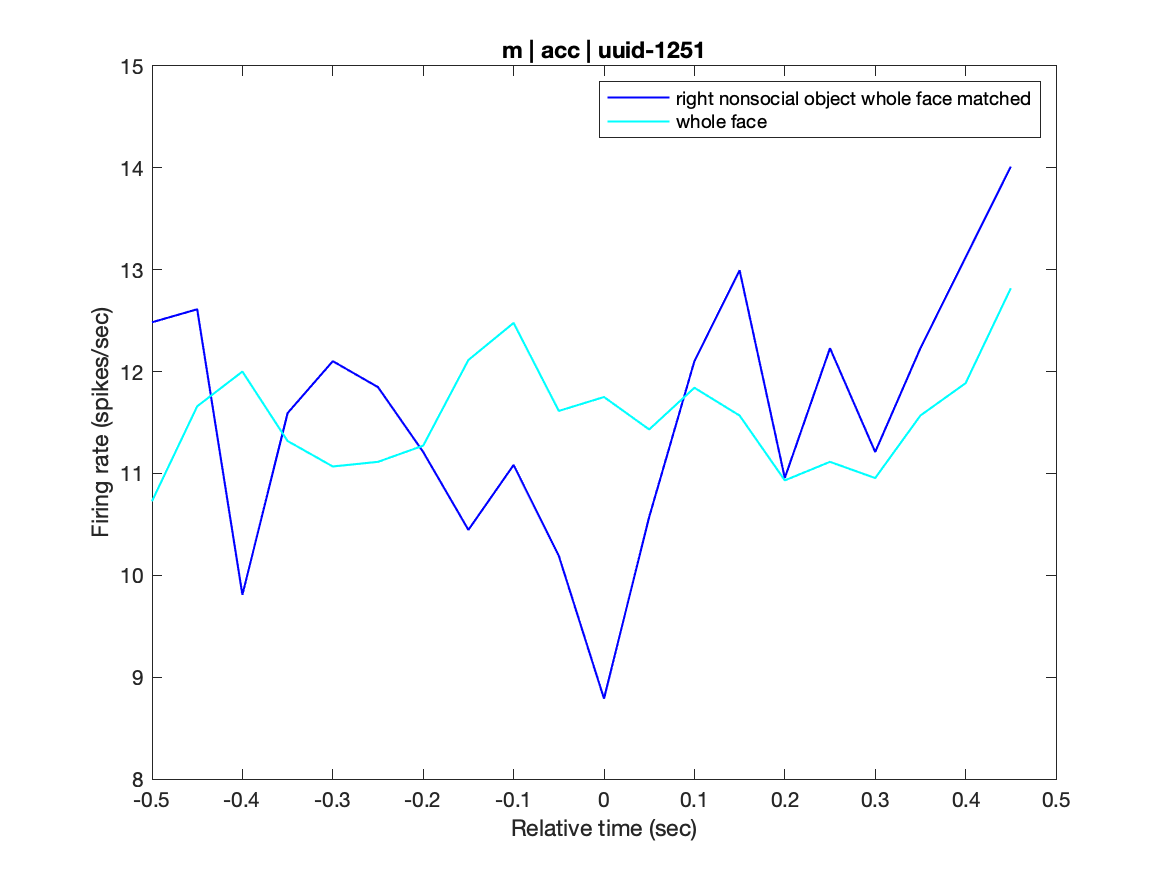 m | acc | uuid-1251
right nonsocial object whole face matched
whole face
Firing rate (spikes/sec)
15
14
13
12
11
10
9
8
-0.5 -0.4 -0.3 -0.2 -0.1 0 0.1 0.2 0.3 0.4 0.5
Relative time (sec)